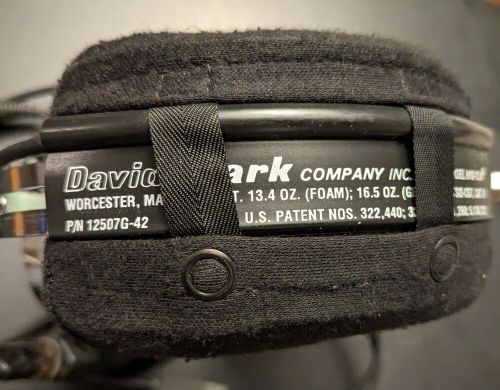 David ark COMPANY INC.
WORCESTER, MA T. 13.4 OZ. (FOAM); 16.5 OZ. (G
P/N 12507G-42 U.S. PATENT NOS. 322,440;